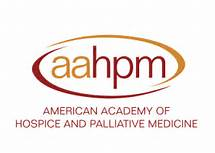 aahpm
AMERICAN ACADEMY OF
HOSPICE AND PALLIATIVE MEDICINE